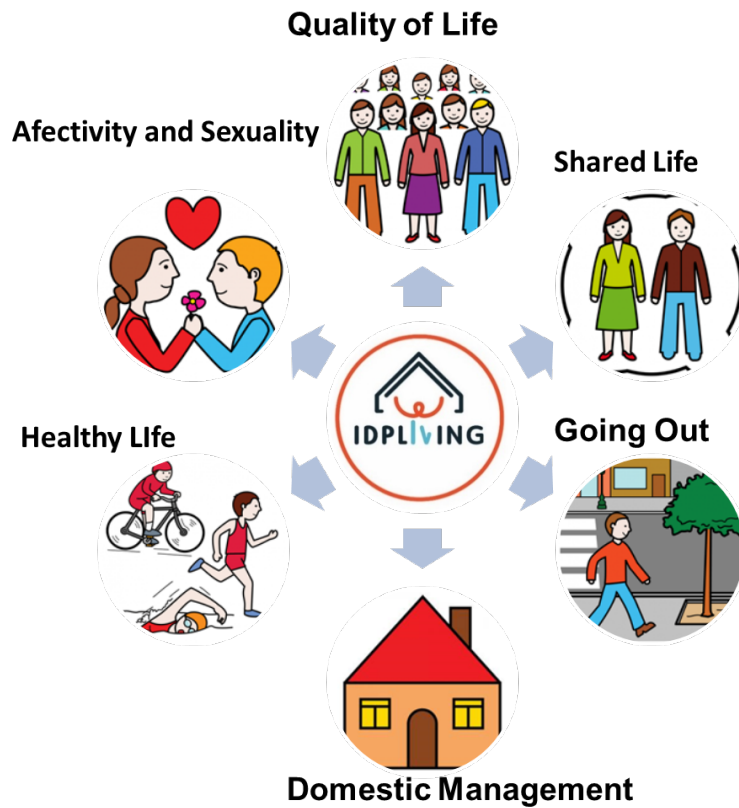 Quality of Life
Afectivity and Sexuality
Shared Life
IDPLIVING
Healthy LIfe
Going Out
Domestic Management